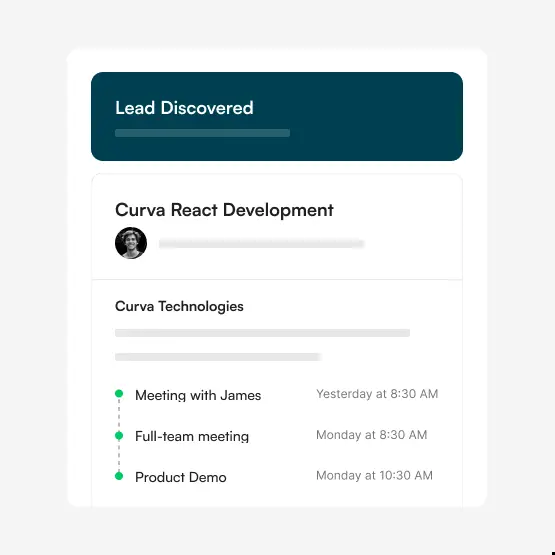 Lead Discovered
Curva React Development
Curva Technologies
Meeting with James Yesterday at 8:30 AM
Full-team meeting Monday at 8:30 AM
Product Demo Monday at 10:30 AM